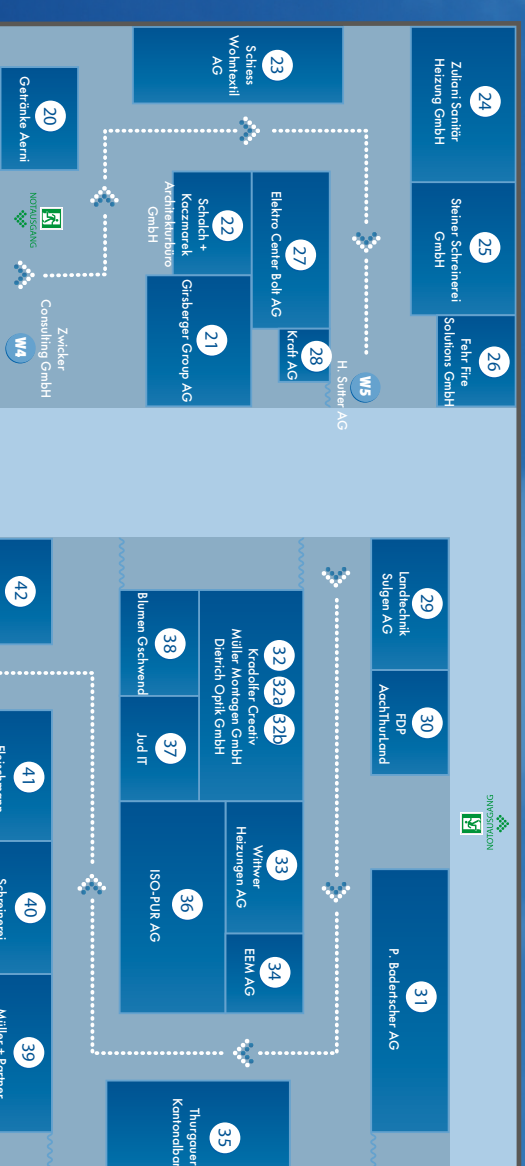 20
Getränke Aerni
23
Schiess
Wohntextil
AG
24
Zuliani Sanitär
Heizung GmbH
25
Steiner Schreinerei
GmbH
26
Fehr Fire
Solutions GmbH
22
Schalch +
Kaczmarek
Architekturbüro
GmbH
27
Elektro Center Bolt AG
21
Girsberger Group AG
28
Kraft AG
W5
H. Sutter AG
NOTAUSGANG
Zwicker
Consulting GmbH
W4
29
Landtechnik
Sulgen AG
30
FDP
AachThurLand
NOTAUSGANG
31
P. Badertscher AG
32 32a 32b
Kradolfer Creativ
Müller Montagen GmbH
Dietrich Optik GmbH
38
Blumen Gschwend
37
Jud IT
33
Wittwer
Heizungen AG
34
EEM AG
36
ISO-PUR AG
35
Thurgauer
42
41
40
Schreinerei
39
Müller + Partner